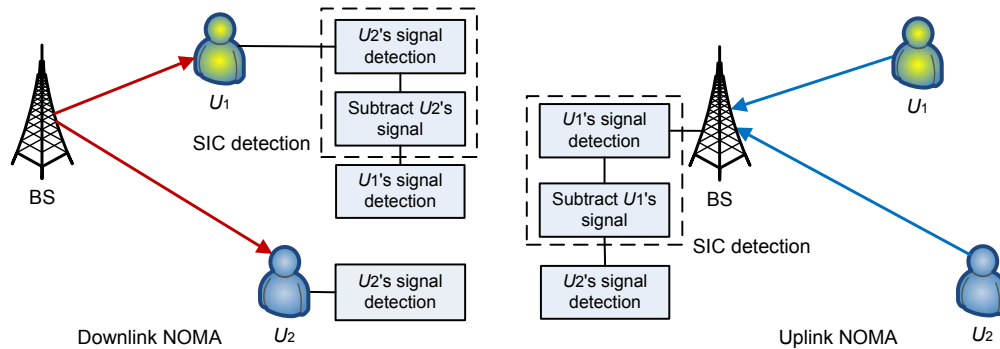 U1
BS
U2's signal
detection
Subtract U2's
signal
SIC detection
U1's signal
detection
U2
U2's signal
detection
Downlink NOMA
U1
BS
U1's signal
detection
Subtract U1's
signal
SIC detection
U2's signal
detection
U2
Uplink NOMA